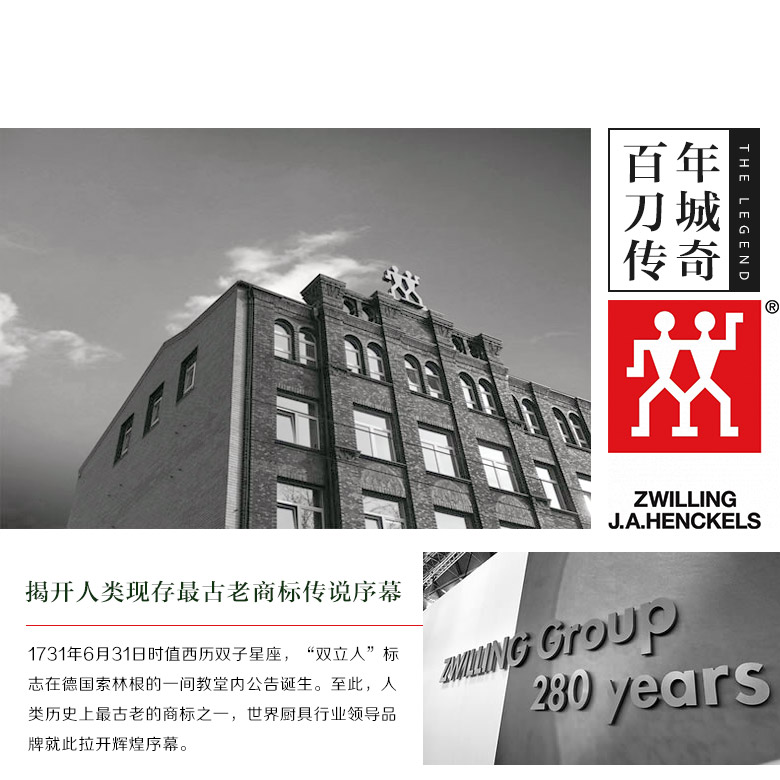 百年
刀城
传奇
THE LEGEND
®
ZWILLING
J.A.HENCKELS
揭开人类现存最古老商标传说序幕
1731年6月31日时值西历双子星座，“双立人”标
志在德国索林根的一间教堂内公告诞生。至此，人
类历史上最古老的商标之一，世界厨具行业领导品
牌就此拉开辉煌序幕。
ZWILLING Group
280 years